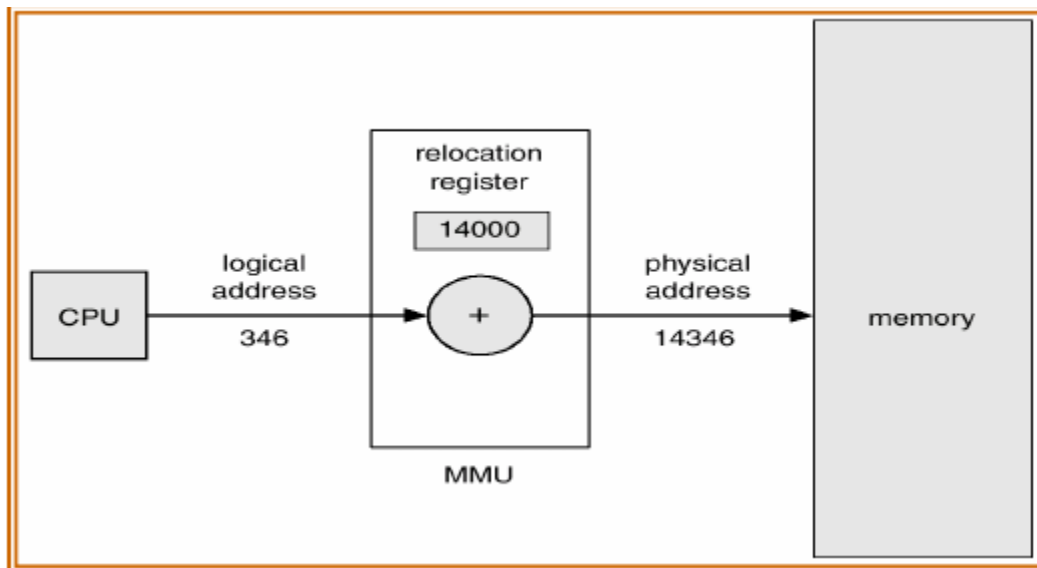 relocation
register
14000
logical
address
physical
address
CPU
+
memory
346
14346
MMU